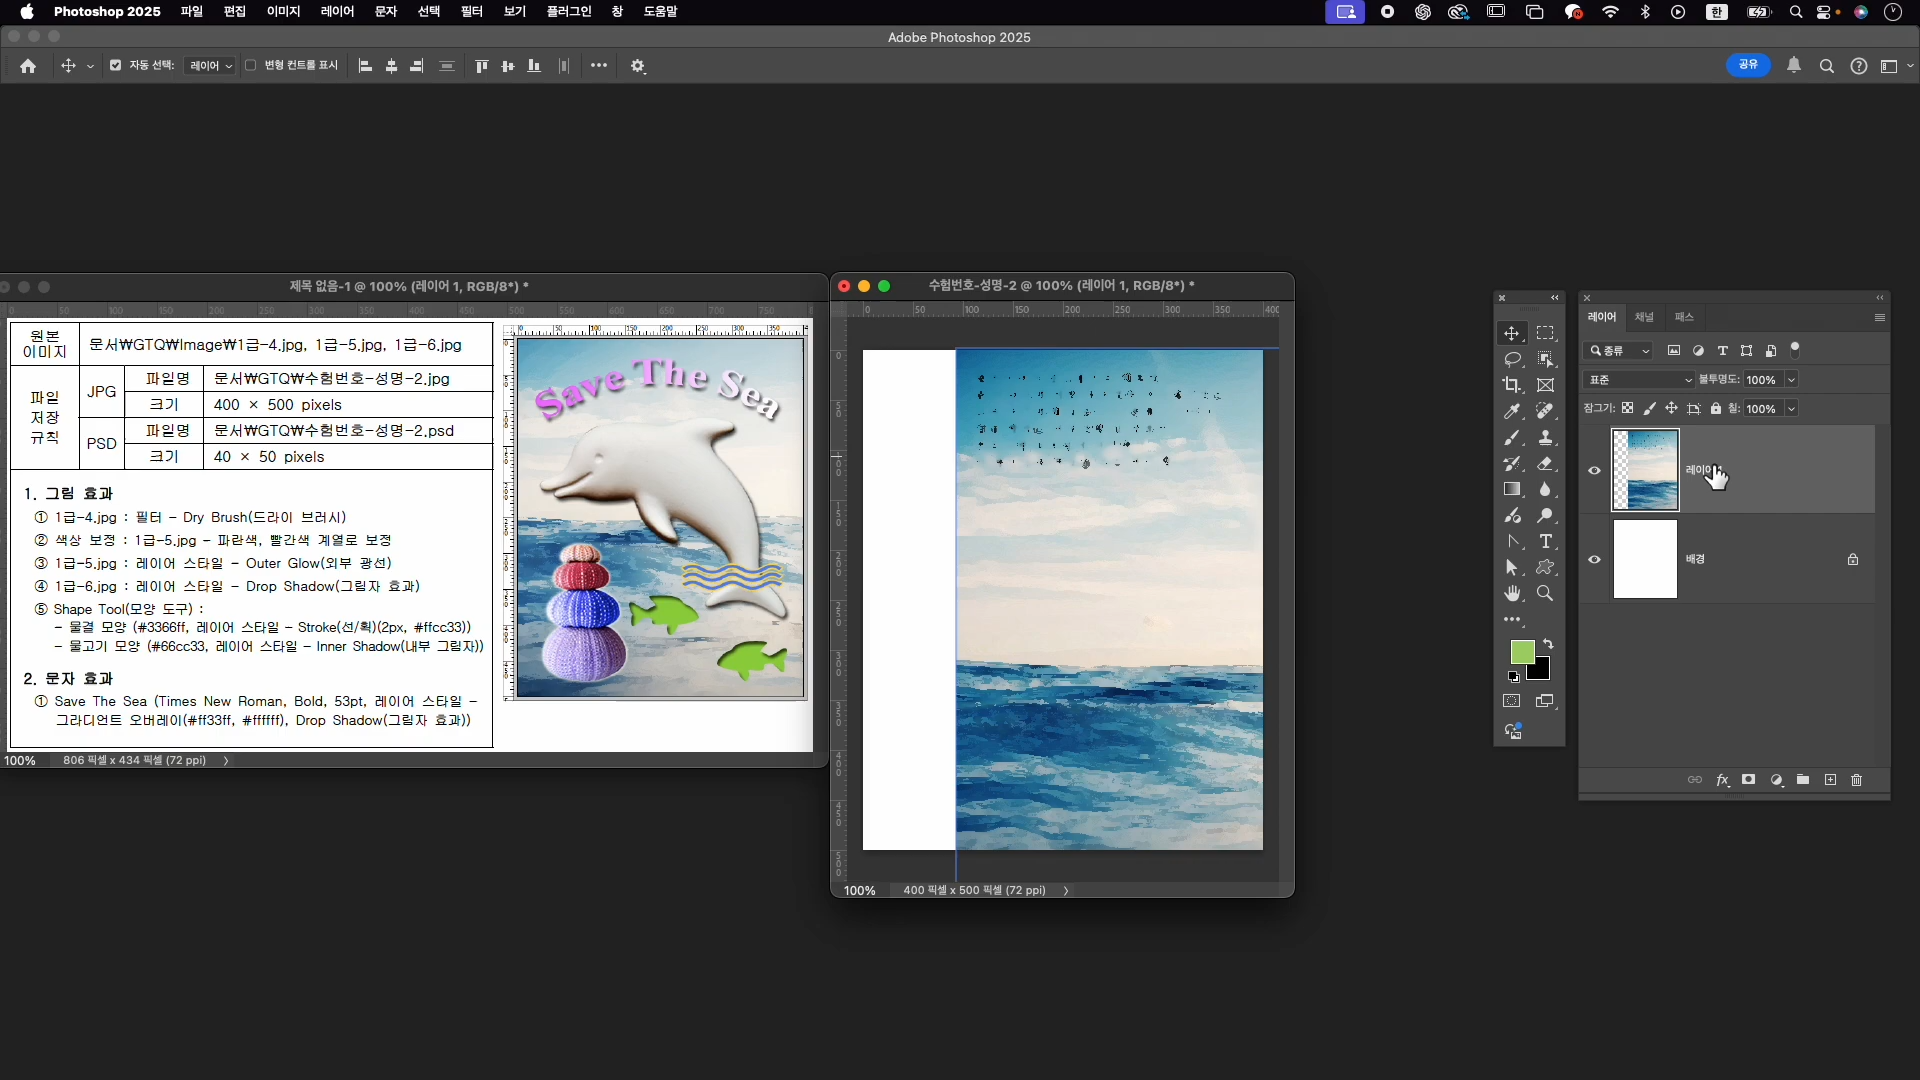 Photoshop 2025 파일 편집 이미지 레이어 문자 선택 필터 보기 플러그인 창 도움말 한
Adobe Photoshop 2025
자동 선택: 레이어 변형 컨트롤 표시 공유
제목 없음-1 @ 100% (레이어 1, RGB/8*) *
원본 이미지 문서₩GTQ₩Image₩1급-4.jpg, 1급-5.jpg, 1급-6.jpg
파일 저장 규칙 JPG 파일명 문서₩GTQ₩수험번호-성명-2.jpg
크기 400 × 500 pixels
PSD 파일명 문서₩GTQ₩수험번호-성명-2.psd
크기 40 × 50 pixels
1. 그림 효과
① 1급-4.jpg : 필터 - Dry Brush(드라이 브러시)
② 색상 보정 : 1급-5.jpg - 파란색, 빨간색 계열로 보정
③ 1급-5.jpg : 레이어 스타일 - Outer Glow(외부 광선)
④ 1급-6.jpg : 레이어 스타일 - Drop Shadow(그림자 효과)
⑤ Shape Tool(모양 도구) :
- 물결 모양 (#3366ff, 레이어 스타일 - Stroke(선/획)(2px, #ffcc33))
- 물고기 모양 (#66cc33, 레이어 스타일 - Inner Shadow(내부 그림자))
2. 문자 효과
① Save The Sea (Times New Roman, Bold, 53pt, 레이어 스타일 -
그라디언트 오버레이(#ff33ff, #ffffff), Drop Shadow(그림자 효과))
Save The Sea
100% 806 픽셀 x 434 픽셀 (72 ppi)
수험번호-성명-2 @ 100% (레이어 1, RGB/8*) *
0 50 100 150 200 250 300 350 400
100% 400 픽셀 x 500 픽셀 (72 ppi)
레이어 채널 패스
종류
표준 불투명도: 100%
잠그기: 칠: 100%
배경